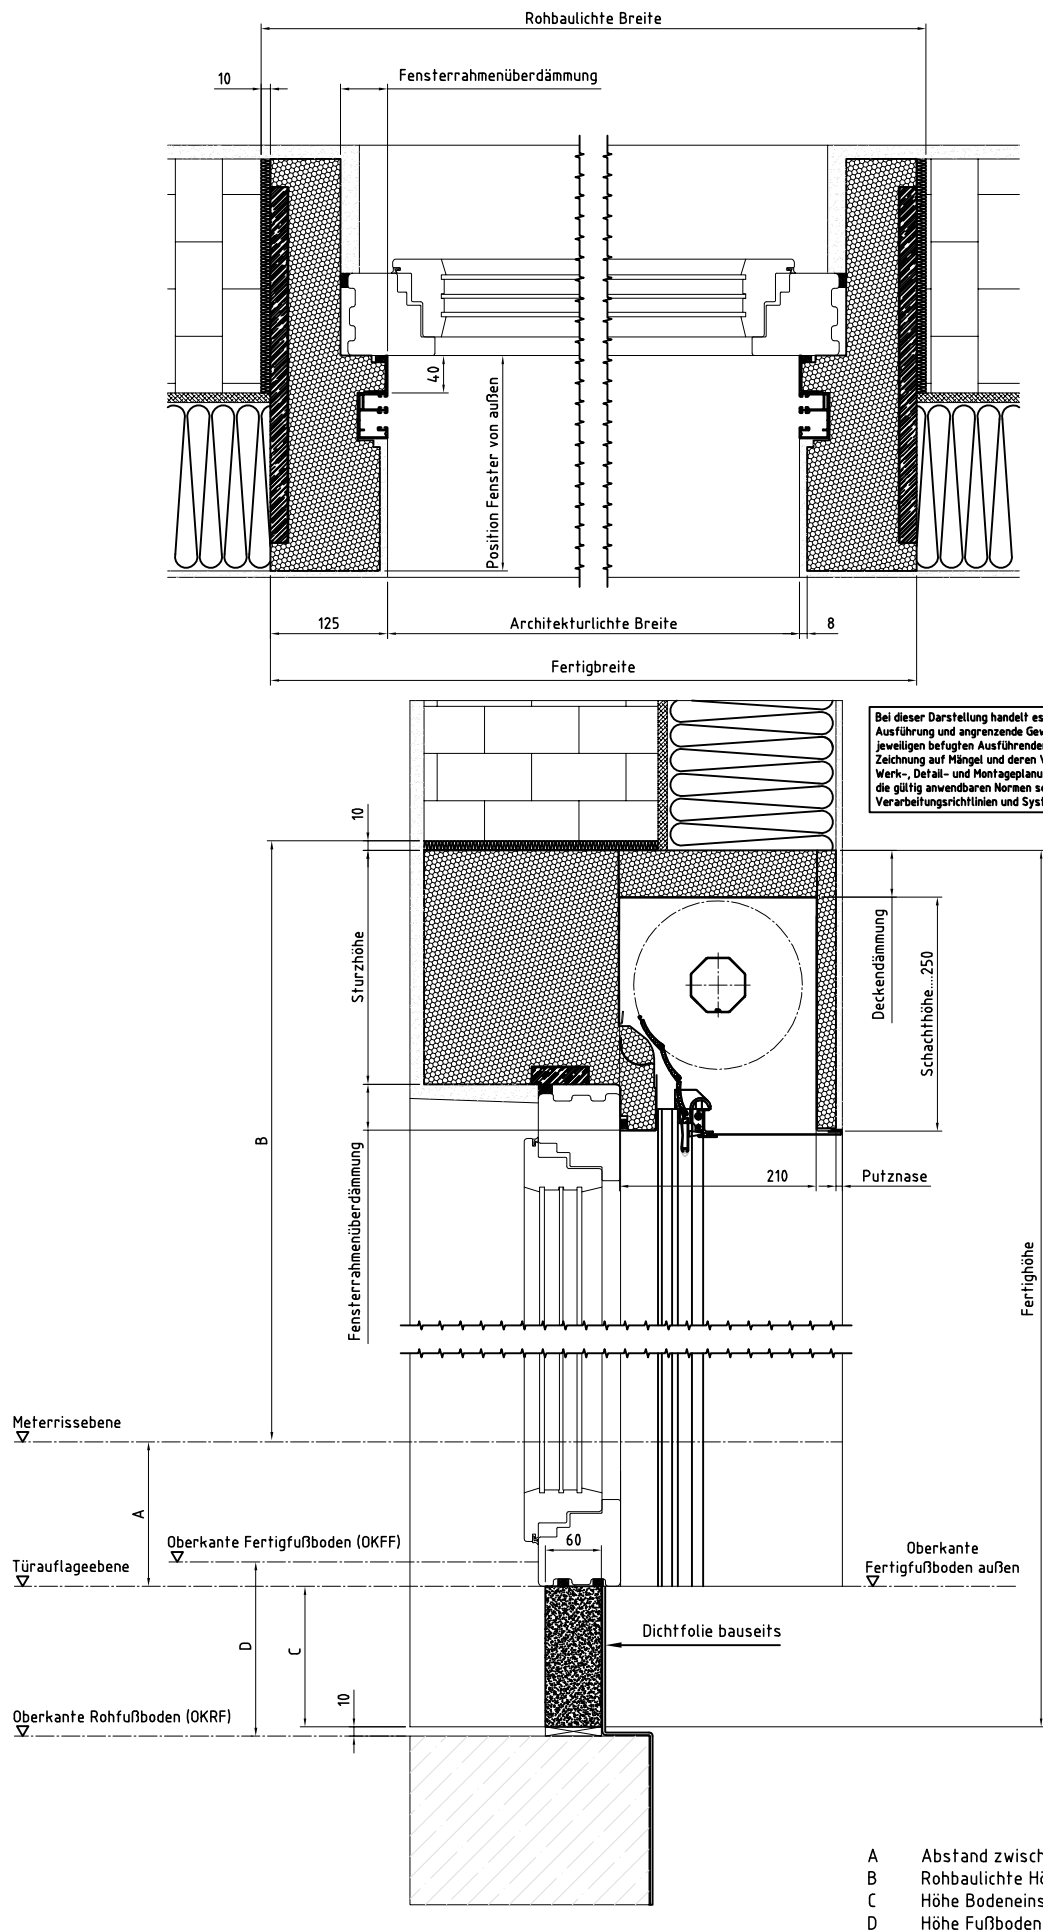 Rohbaulichte Breite
10
Fensterrahmenüberdämmung
40
Position Fenster von außen
125
Architekturlichte Breite
8
Fertigbreite
Bei dieser Darstellung handelt es
Ausführung und angrenzende Gew
jeweiligen befugten Ausführende
Zeichnung auf Mängel und deren V
Werk-, Detail- und Montageplanu
die gültig anwendbaren Normen s
Verarbeitungsrichtlinien und Syst
10
Sturzhöhe
Deckendämmung
Schachthöhe....250
B
Fensterrahmenüberdämmung
210
Putznase
Fertighöhe
Meterrissebene
A
Oberkante Fertigfußboden (OKFF)
60
Türauflageebene
Oberkante
Fertigfußboden außen
D
C
Dichtfolie bauseits
10
Oberkante Rohfußboden (OKRF)
A Abstand zwisch
B Rohbaulichte Hö
C Höhe Bodeneins
D Höhe Fußboden